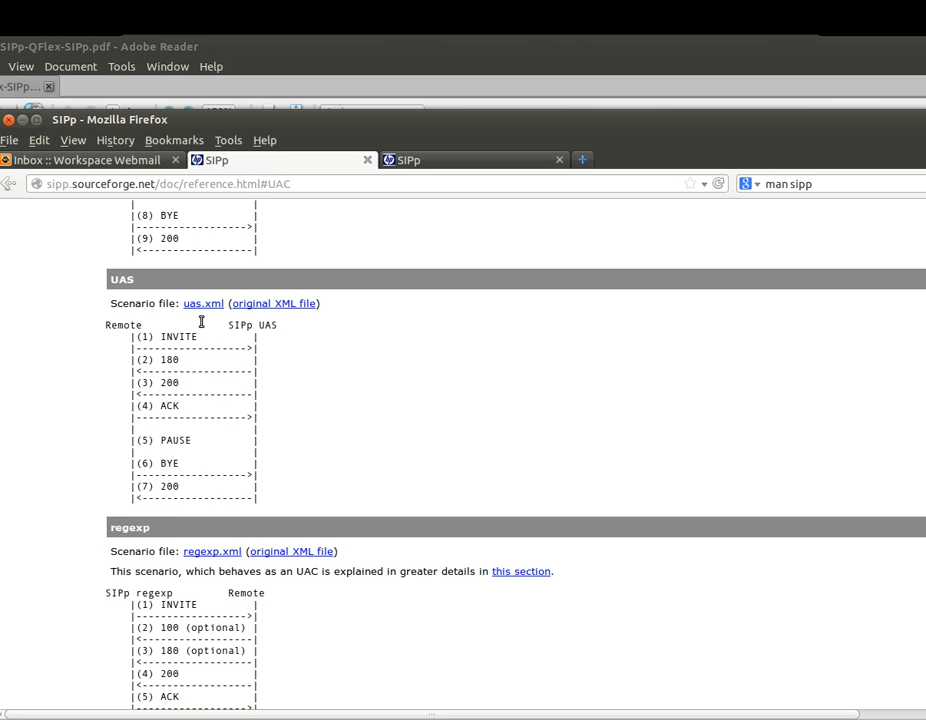 SIPp-QFlex-SIPp.pdf - Adobe Reader
View Document Tools Window Help
x-SIPp...
SIPp - Mozilla Firefox
File Edit View History Bookmarks Tools Help
Inbox :: Workspace Webmail
SIPp
SIPp
sipp.sourceforge.net/doc/reference.html#UAC
man sipp
|                   |
|(8) BYE            |
|------------------>|
|(9) 200            |
|<------------------|
UAS
Scenario file: uas.xml (original XML file)
Remote              SIPp UAS
|(1) INVITE         |
|------------------>|
|(2) 180            |
|<------------------|
|(3) 200            |
|<------------------|
|(4) ACK            |
|------------------>|
|                   |
|(5) PAUSE          |
|                   |
|(6) BYE            |
|------------------>|
|(7) 200            |
|<------------------|
regexp
Scenario file: regexp.xml (original XML file)
This scenario, which behaves as an UAC is explained in greater details in this section.
SIPp regexp         Remote
|(1) INVITE         |
|------------------>|
|(2) 100 (optional) |
|<------------------|
|(3) 180 (optional) |
|<------------------|
|(4) 200            |
|<------------------|
|(5) ACK            |
|------------------>|